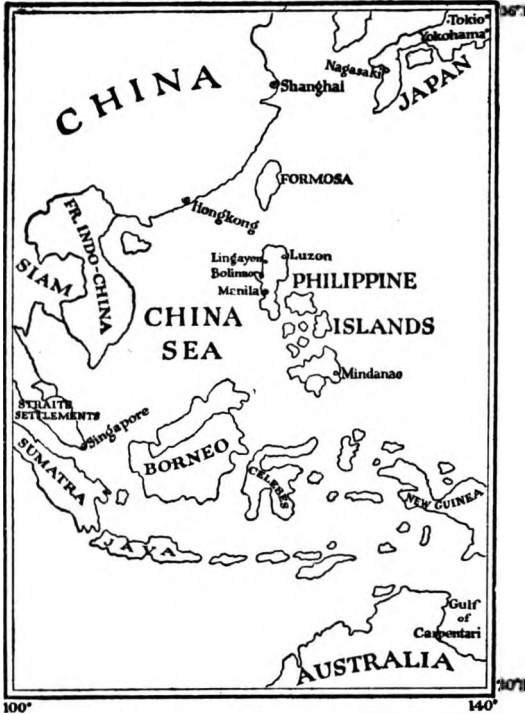 Tokio
Yokohama
Nagasaki
JAPAN
CHINA
Shanghai
FORMOSA
Hongkong
FR. INDO-CHINA
SIAM
Lingayen
Luzon
Bolinao
Manila
PHILIPPINE
ISLANDS
CHINA
SEA
Mindanao
STRAITS
SETTLEMENTS
Singapore
SUMATRA
BORNEO
CELEBES
NEW GUINEA
JAVA
Gulf
of
Carpentari
AUSTRALIA
100°
140°